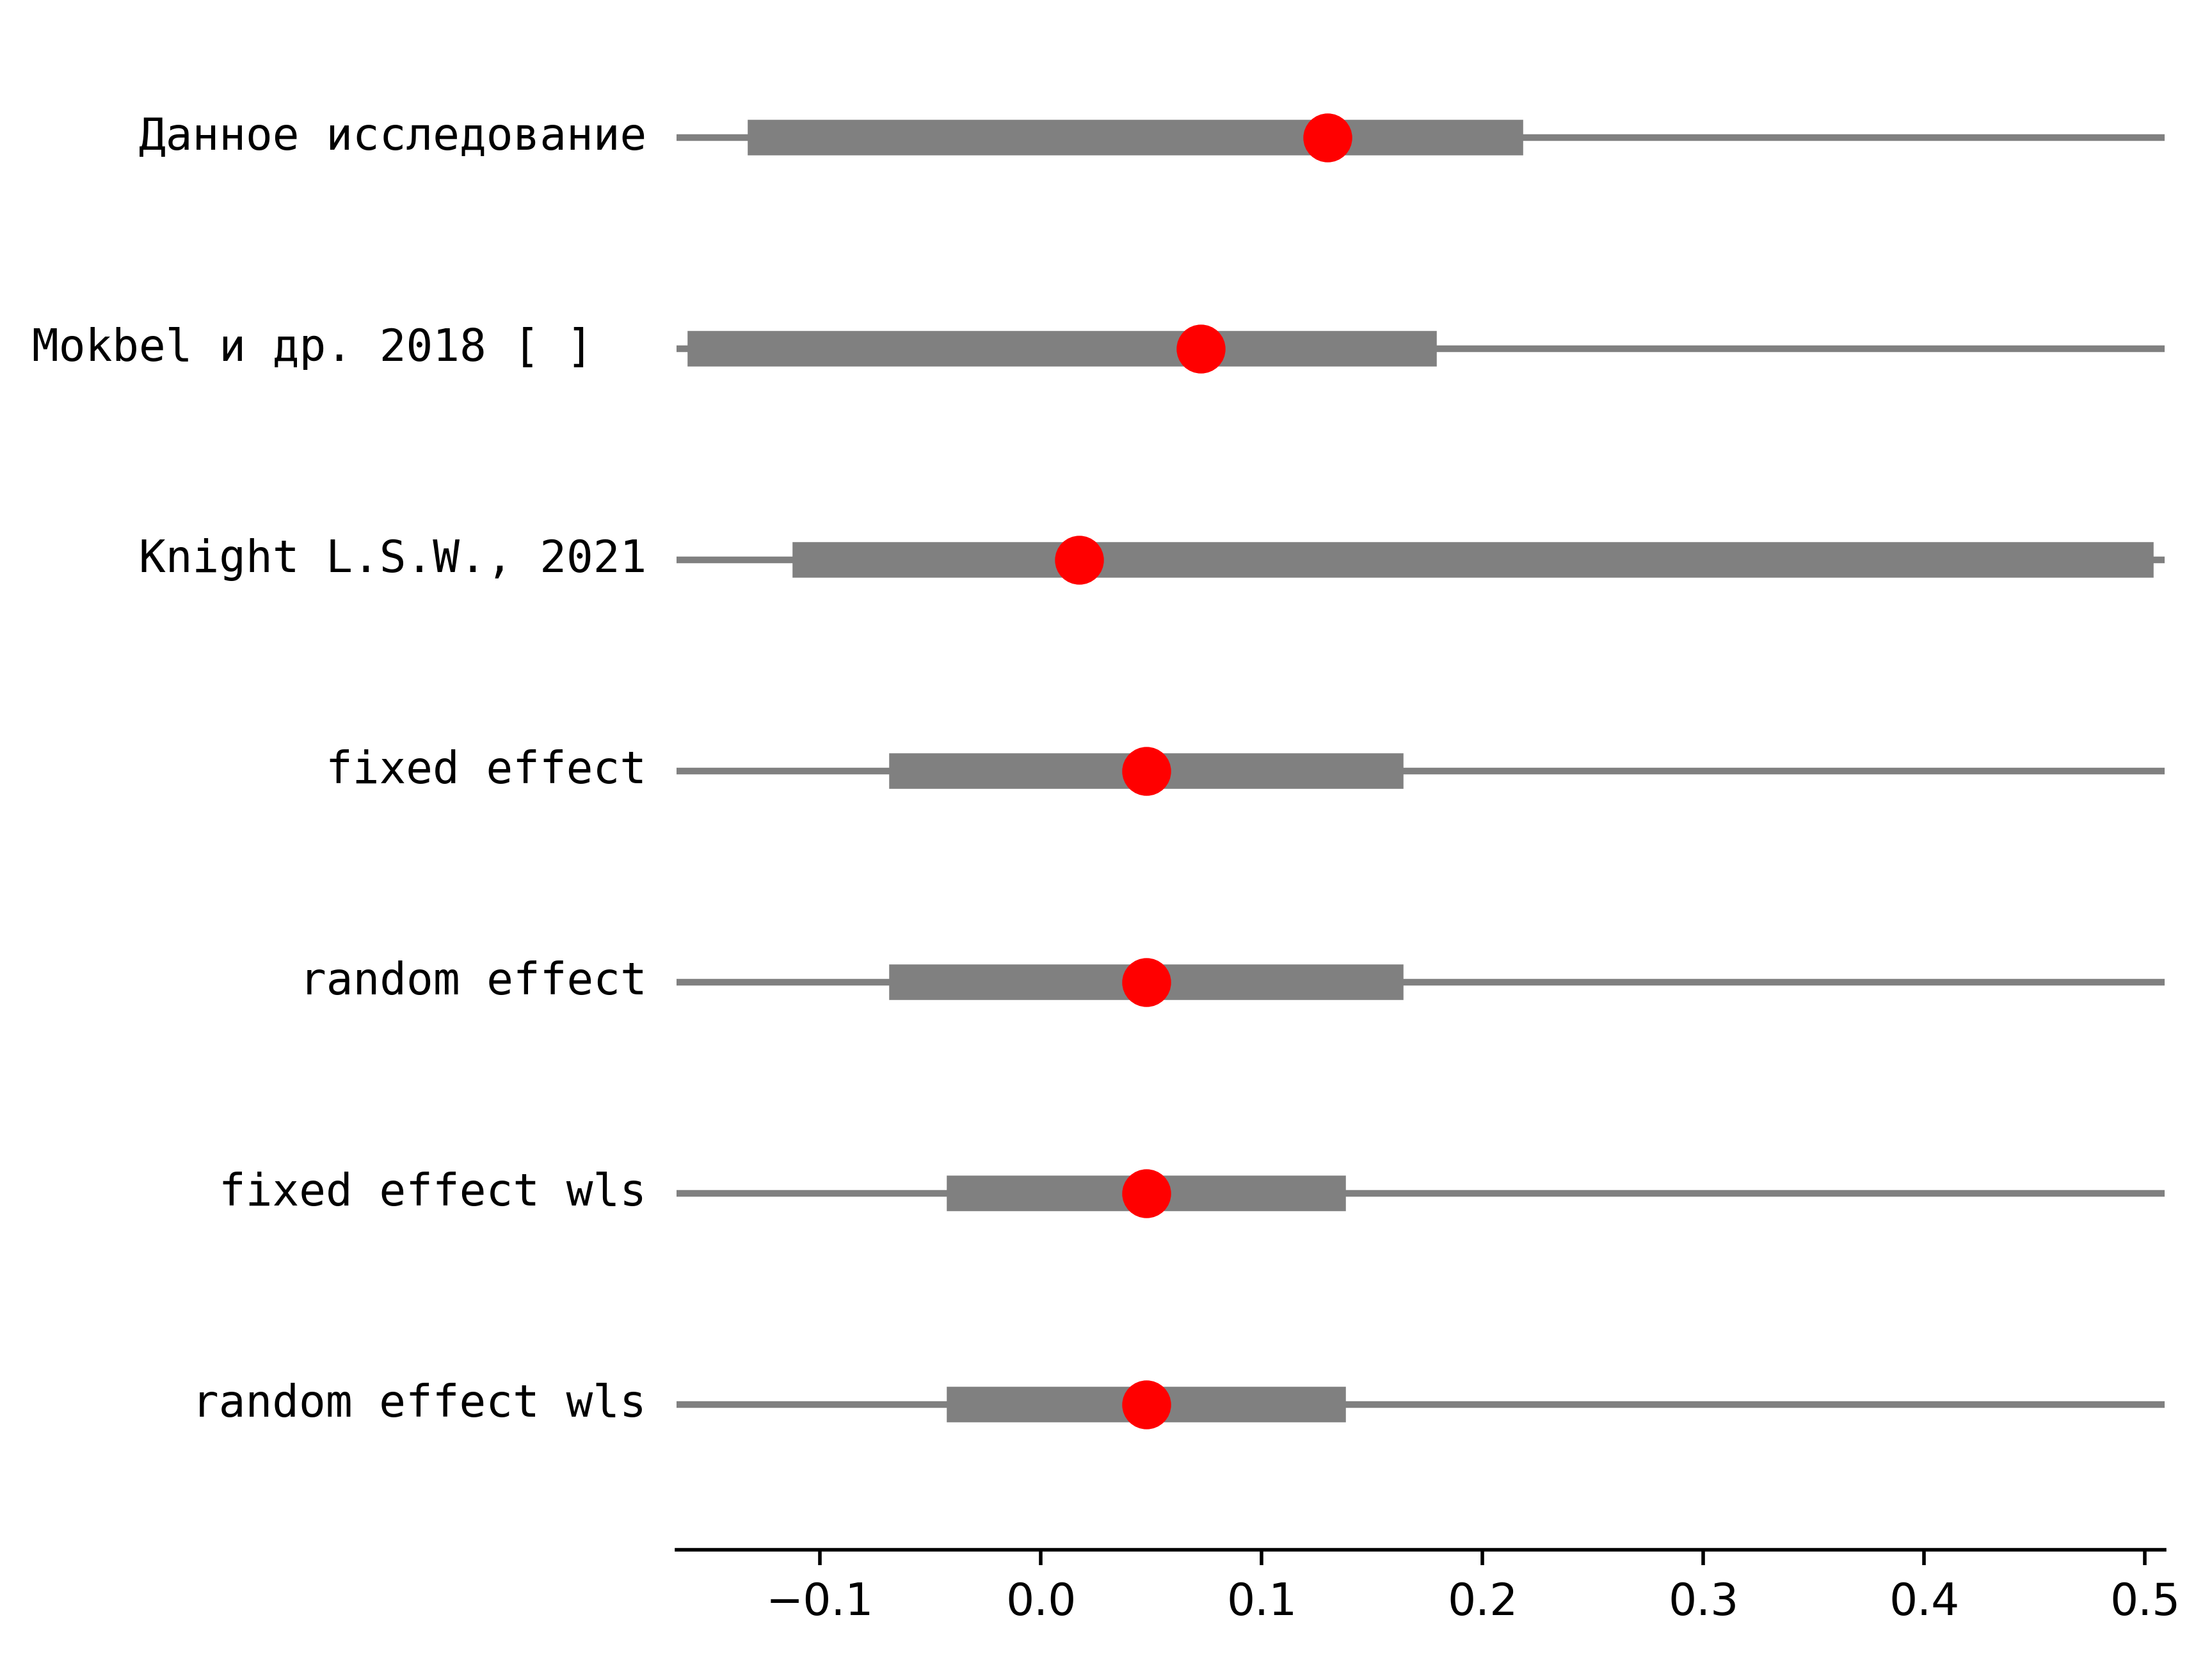 Данное исследование
Mokbel и др. 2018 [ ]
Knight L.S.W., 2021
fixed effect
random effect
fixed effect wls
random effect wls
−0.1 0.0 0.1 0.2 0.3 0.4 0.5